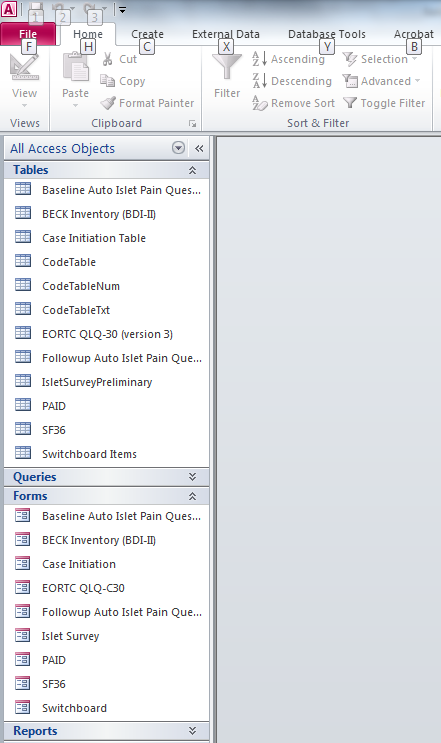 A
1 2 3
File Home Create External Data Database Tools Acrobat
F H C X Y B
View
Paste
Cut
Copy
Format Painter
Filter
Ascending
Descending
Remove Sort
Selection
Advanced
Toggle Filter
Views Clipboard Sort & Filter
All Access Objects
Tables
Baseline Auto Islet Pain Ques...
BECK Inventory (BDI-II)
Case Initiation Table
CodeTable
CodeTableNum
CodeTableTxt
EORTC QLQ-30 (version 3)
Followup Auto Islet Pain Que...
IsletSurveyPreliminary
PAID
SF36
Switchboard Items
Queries
Forms
Baseline Auto Islet Pain Ques...
BECK Inventory (BDI-II)
Case Initiation
EORTC QLQ-C30
Followup Auto Islet Pain Que...
Islet Survey
PAID
SF36
Switchboard
Reports